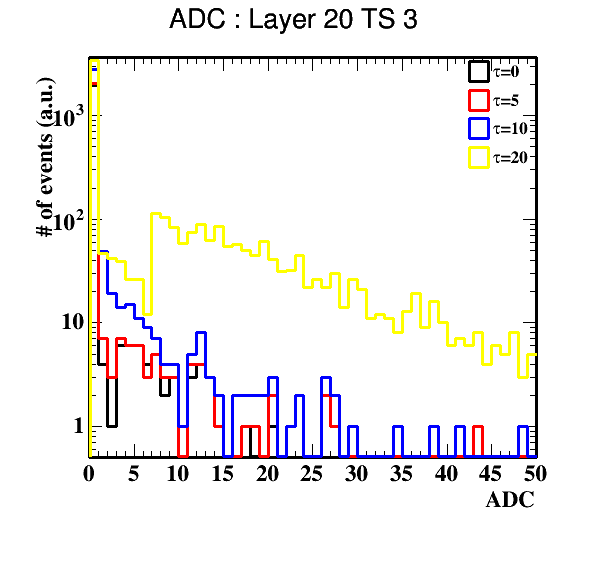 ADC : Layer 20 TS 3
# of events (a.u.)
10³
10²
10
1
τ=0
τ=5
τ=10
τ=20
0 5 10 15 20 25 30 35 40 45 50
ADC